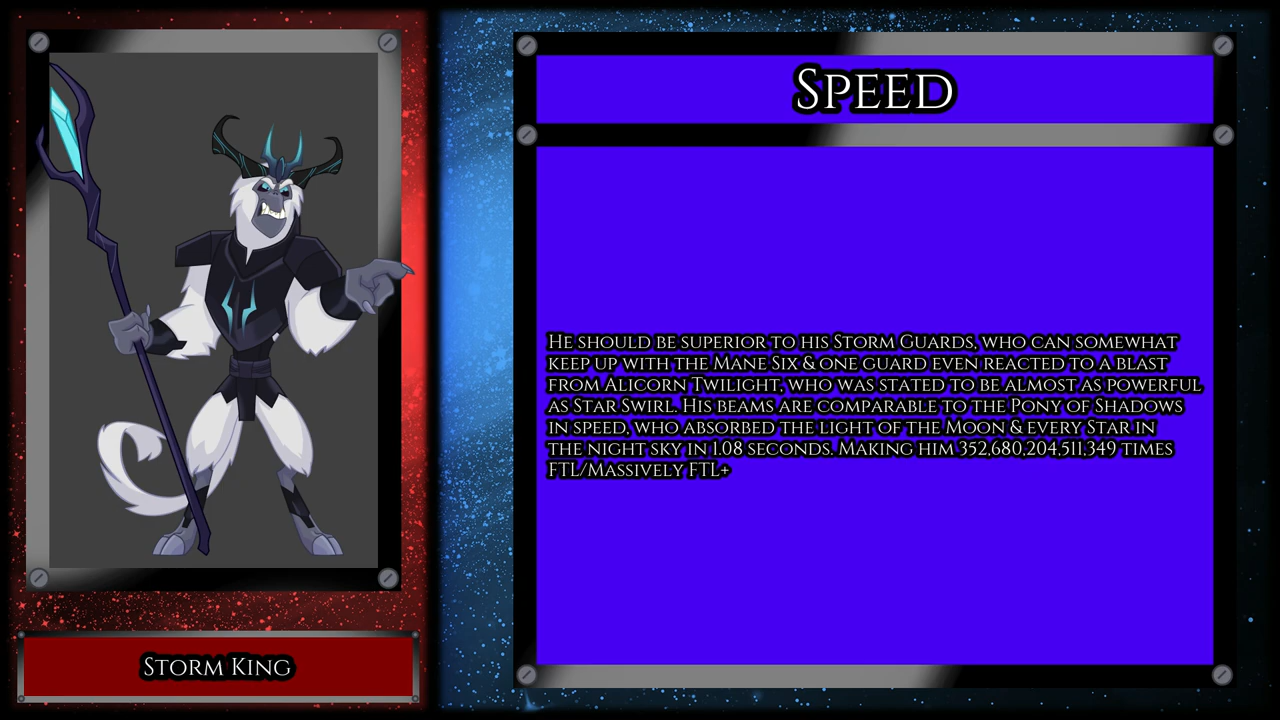 Speed
He should be superior to his Storm Guards, who can somewhat
keep up with the Mane Six & one guard even reacted to a blast
from Alicorn Twilight, who was stated to be almost as powerful
as Star Swirl. His beams are comparable to the Pony of Shadows
in speed, who absorbed the light of the Moon & every Star in
the night sky in 1.08 seconds. Making him 352,680,204,511,349 times
FTL/Massively FTL+
Storm King